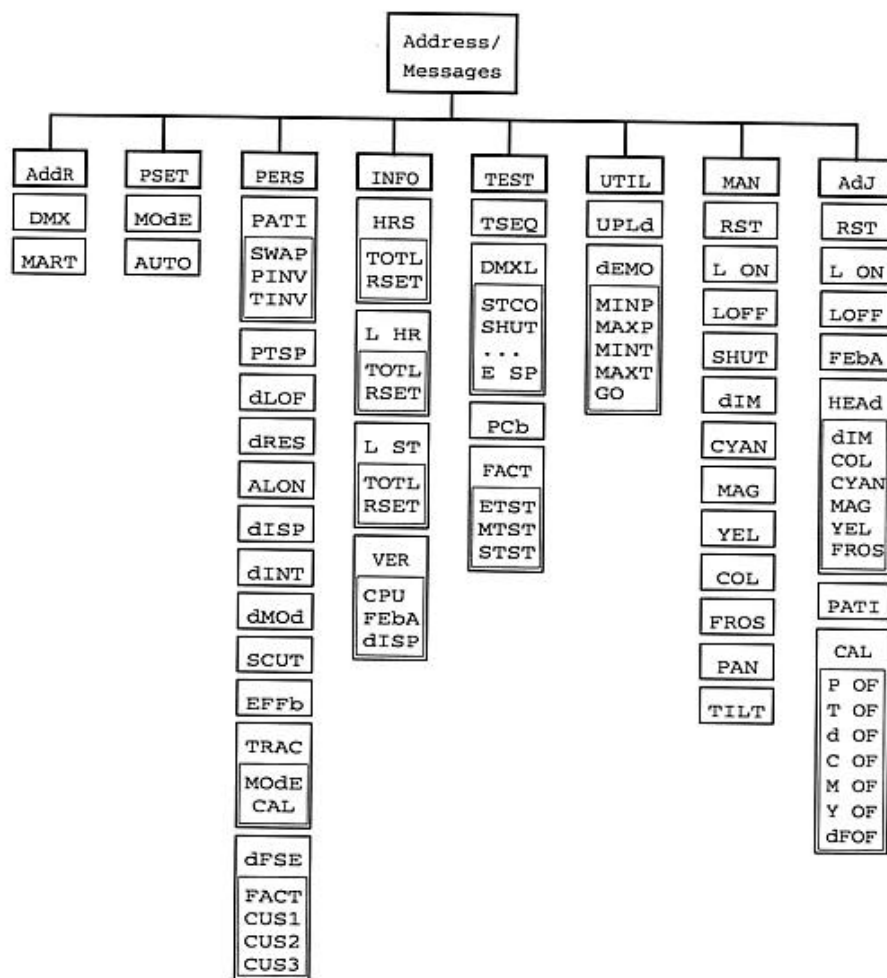 Address/
Messages
AddR
DMX
MART
PSET
MOdE
AUTO
PERS
PATI
SWAP
PINV
TINV
PTSP
dLOF
dRES
ALON
dISP
dINT
dMOd
SCUT
EFFb
TRAC
MOdE
CAL
dFSE
FACT
CUS1
CUS2
CUS3
INFO
HRS
TOTL
RSET
L HR
TOTL
RSET
L ST
TOTL
RSET
VER
CPU
FEbA
dISP
TEST
TSEQ
DMXL
STCO
SHUT
...
E SP
PCb
FACT
ETST
MTST
STST
UTIL
UPLd
dEMO
MINP
MAXP
MINT
MAXT
GO
MAN
RST
L ON
LOFF
SHUT
dIM
CYAN
MAG
YEL
COL
FROS
PAN
TILT
AdJ
RST
L ON
LOFF
FEbA
HEAd
dIM
COL
CYAN
MAG
YEL
FROS
PATI
CAL
P OF
T OF
d OF
C OF
M OF
Y OF
dFOF